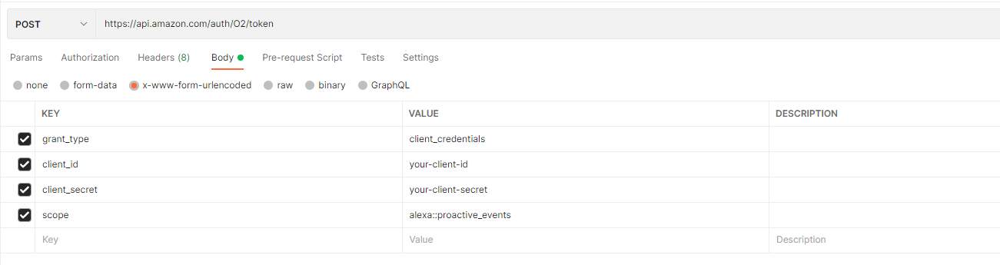 POST https://api.amazon.com/auth/O2/token
Params Authorization Headers (8) Body Pre-request Script Tests Settings
none form-data x-www-form-urlencoded raw binary GraphQL
KEY VALUE DESCRIPTION
grant_type client_credentials
client_id your-client-id
client_secret your-client-secret
scope alexa::proactive_events
Key Value Description